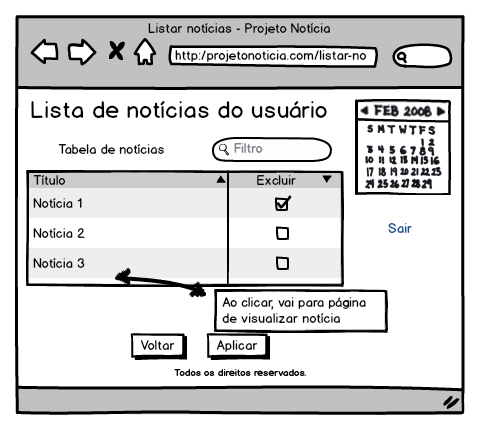 Listar notícias - Projeto Notícia
http:/projetonoticia.com/listar-no
Lista de notícias do usuário
FEB 2008
S M T W T F S
1 2
3 4 5 6 7 8 9
10 11 12 13 14 15 16
17 18 19 20 21 22 23
24 25 26 27 28 29
Tabela de notícias
Filtro
Título Excluir
Notícia 1
Notícia 2
Notícia 3
Sair
Ao clicar, vai para página
de visualizar notícia
Voltar Aplicar
Todos os direitos reservados.